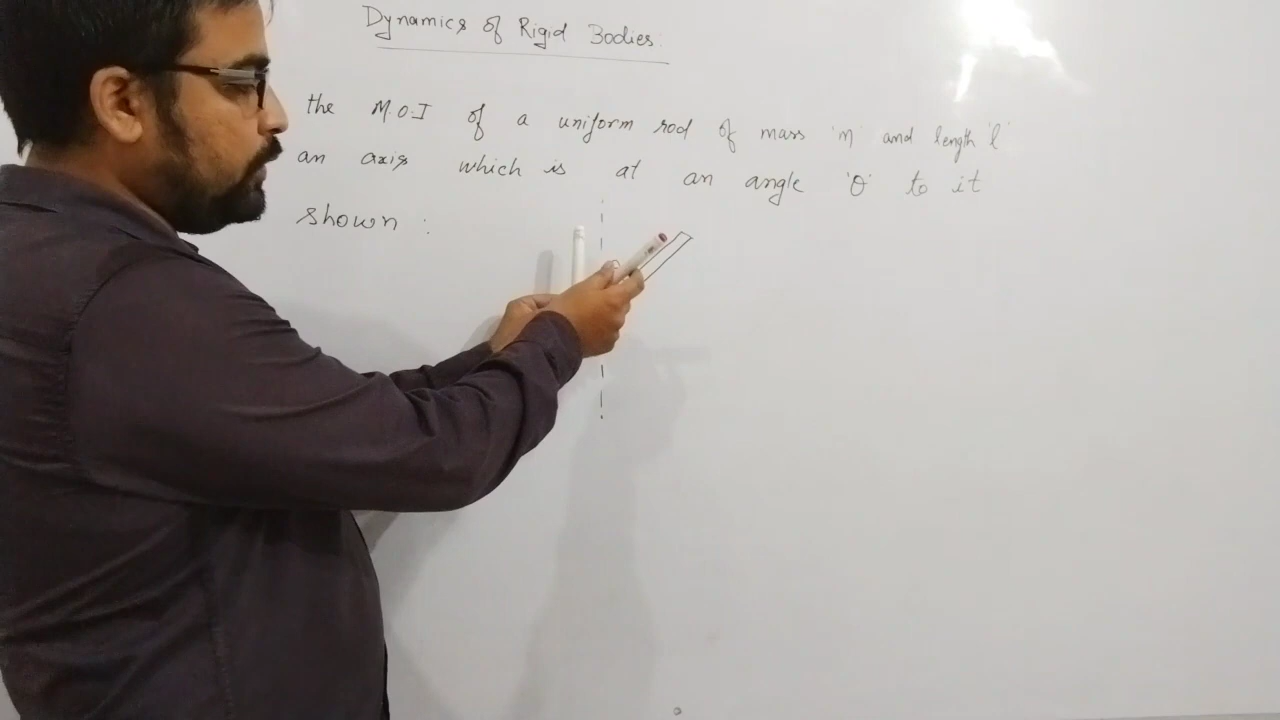 Dynamics of Rigid Bodies:
the M.O.I of a uniform rod of mass 'm' and length 'l'
an axis which is at an angle 'θ' to it
shown :